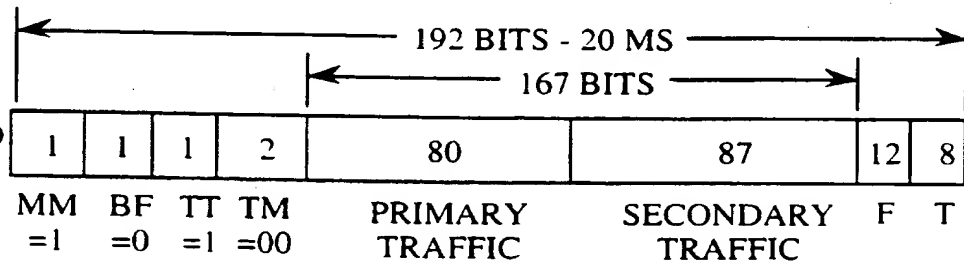 192 BITS - 20 MS
167 BITS
1 1 1 2 80 87 12 8
MM BF TT TM PRIMARY SECONDARY F T
=1 =0 =1 =00 TRAFFIC TRAFFIC